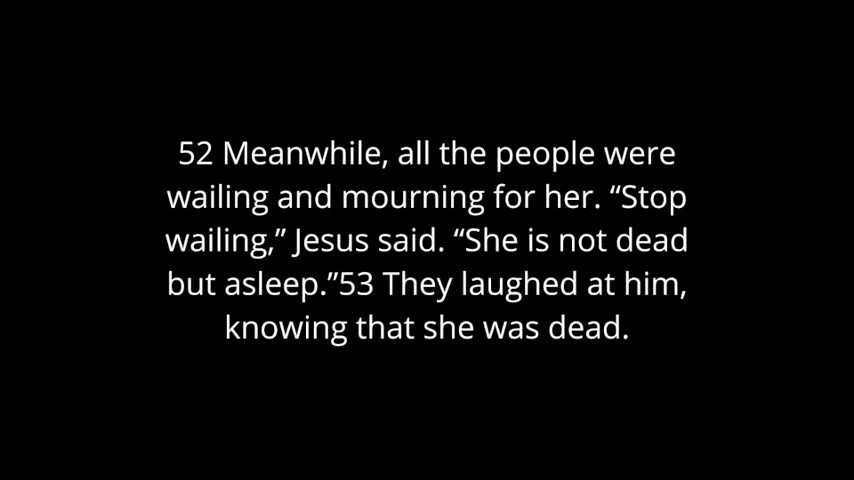 52 Meanwhile, all the people were
wailing and mourning for her. “Stop
wailing,” Jesus said. “She is not dead
but asleep.”53 They laughed at him,
knowing that she was dead.